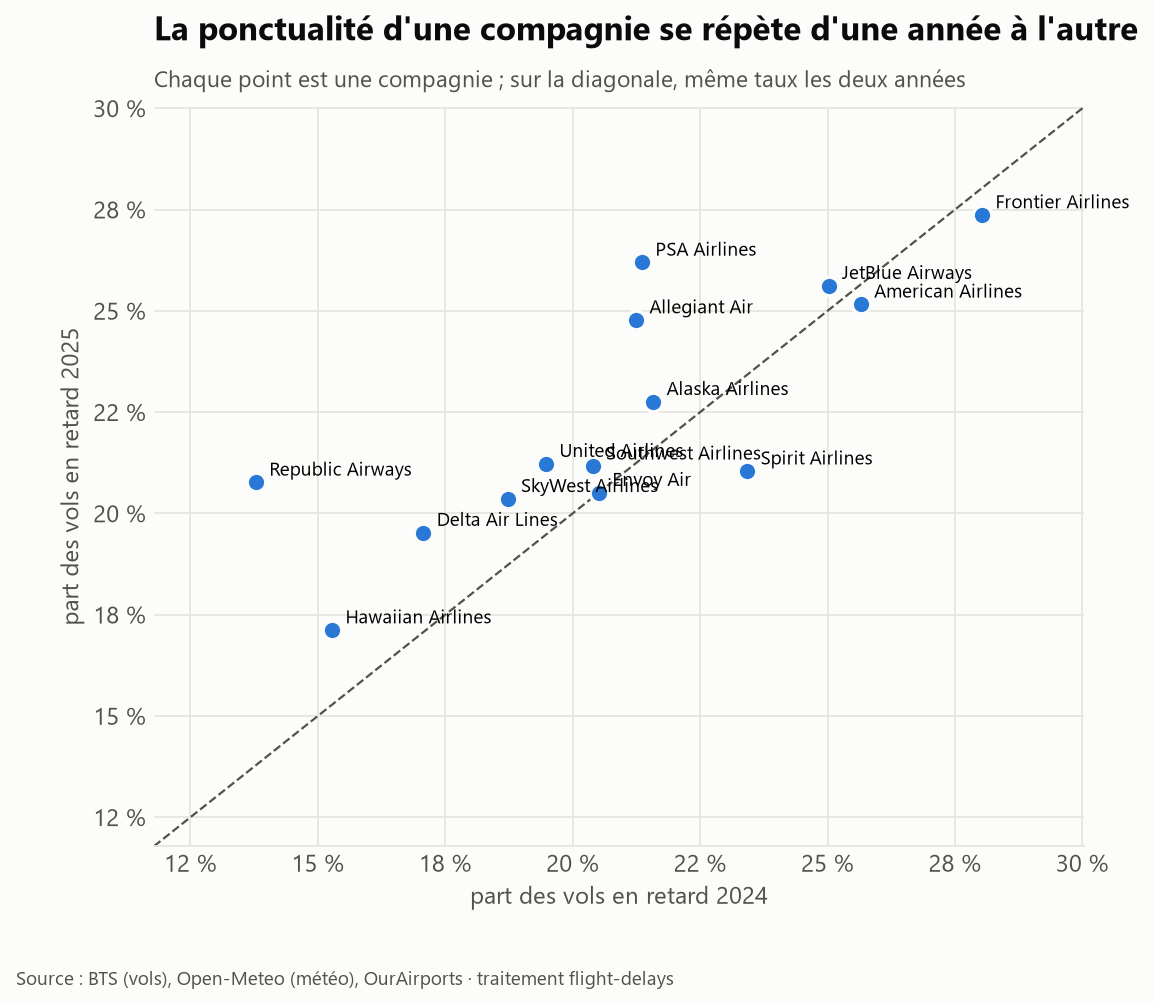 La ponctualité d'une compagnie se répète d'une année à l'autre
Chaque point est une compagnie ; sur la diagonale, même taux les deux années
30 %
28 %
25 %
22 %
20 %
18 %
15 %
12 %
part des vols en retard 2025
Frontier Airlines
PSA Airlines
JetBlue Airways
American Airlines
Allegiant Air
Alaska Airlines
United Airlines
Southwest Airlines
Spirit Airlines
Republic Airways
Envoy Air
SkyWest Airlines
Delta Air Lines
Hawaiian Airlines
12 %
15 %
18 %
20 %
22 %
25 %
28 %
30 %
part des vols en retard 2024
Source : BTS (vols), Open-Meteo (météo), OurAirports · traitement flight-delays